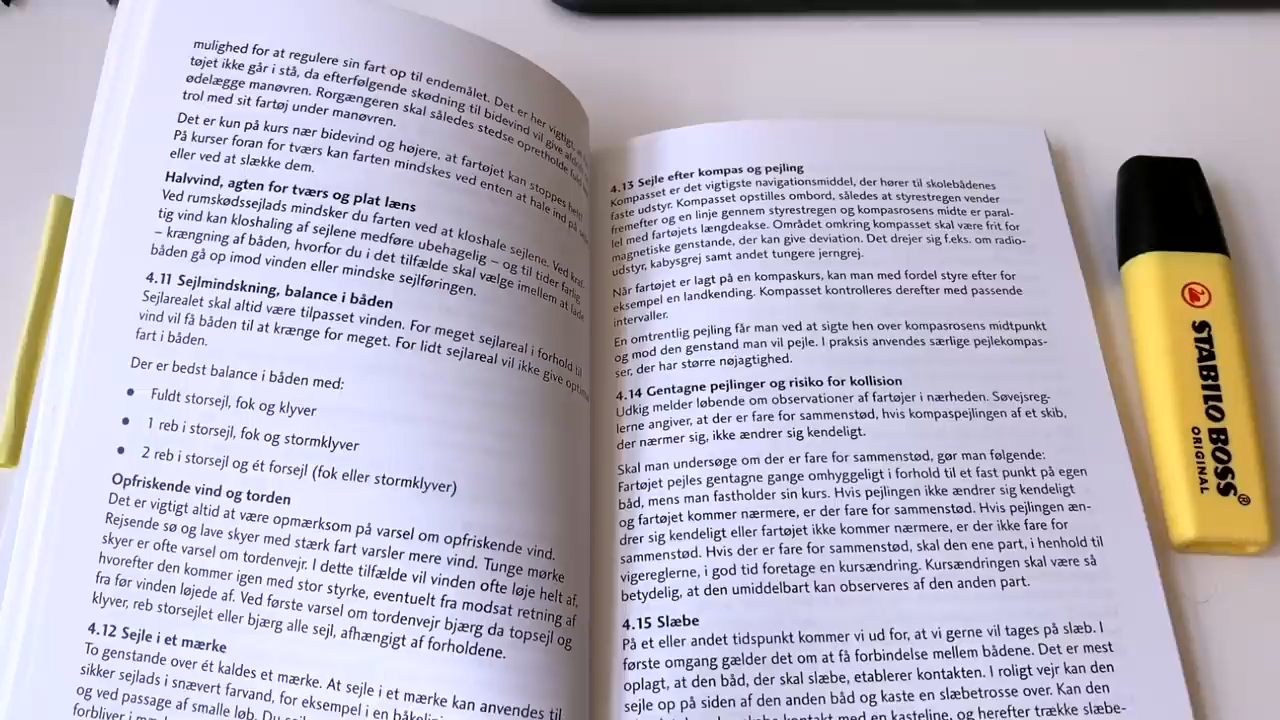 mulighed for at regulere sin fart op til endemålet. Det er her vigtigt, at
tøjet ikke går i stå, da efterfølgende skødning til bidevind vil give
ødelægge manøvren. Rorgængeren skal således stedse opretholde fuld
trol med sit fartøj under manøvren.
Det er kun på kurs nær bidevind og højere, at fartøjet kan stoppes helt
På kurser foran for tværs kan farten mindskes ved enten at hale ind på
eller ved at slække dem.
Halvvind, agten for tværs og plat læns
Ved rumskødssejlads mindsker du farten ved at kloshale sejlene. Ved kraf-
tig vind kan kloshaling af sejlene medføre ubehagelig – og til tider farlig
– krængning af båden, hvorfor du i det tilfælde skal vælge imellem at lade
båden gå op imod vinden eller mindske sejlføringen.
4.11 Sejlmindskning, balance i båden
Sejlarealet skal altid være tilpasset vinden. For meget sejlareal i forhold til
vind vil få båden til at krænge for meget. For lidt sejlareal vil ikke give optimal
fart i båden.
Der er bedst balance i båden med:
• Fuldt storsejl, fok og klyver
• 1 reb i storsejl, fok og stormklyver
• 2 reb i storsejl og ét forsejl (fok eller stormklyver)
Opfriskende vind og torden
Det er vigtigt altid at være opmærksom på varsel om opfriskende vind.
Rejsende sø og lave skyer med stærk fart varsler mere vind. Tunge mørke
skyer er ofte varsel om tordenvejr. I dette tilfælde vil vinden ofte løje helt af,
hvorefter den kommer igen med stor styrke, eventuelt fra modsat retning af
fra før vinden løjede af. Ved første varsel om tordenvejr bjærg da topsejl og
klyver, reb storsejlet eller bjærg alle sejl, afhængigt af forholdene.
4.12 Sejle i et mærke
To genstande over ét kaldes et mærke. At sejle i et mærke kan anvendes til
sikker sejlads i snævert farvand, for eksempel i en
og ved passage af smalle løb. Du
forbliver i
4.13 Sejle efter kompas og pejling
Kompasset er det vigtigste navigationsmiddel, der hører til skolebådenes
faste udstyr. Kompasset opstilles ombord, således at styrestregen vender
fremefter og en linje gennem styrestregen og kompasrosens midte er paral-
lel med fartøjets længdeakse. Området omkring kompasset skal være frit for
magnetiske genstande, der kan give deviation. Det drejer sig f.eks. om radio-
udstyr, kabysgrej samt andet tungere jerngrej.
Når fartøjet er lagt på en kompaskurs, kan man med fordel styre efter for
eksempel en landkending. Kompasset kontrolleres derefter med passende
intervaller.
En omtrentlig pejling får man ved at sigte hen over kompasrosens midtpunkt
og mod den genstand man vil pejle. I praksis anvendes særlige pejlekompas-
ser, der har større nøjagtighed.
4.14 Gentagne pejlinger og risiko for kollision
Udkig melder løbende om observationer af fartøjer i nærheden. Søvejsreg-
lerne angiver, at der er fare for sammenstød, hvis kompaspejlingen af et skib,
der nærmer sig, ikke ændrer sig kendeligt.
Skal man undersøge om der er fare for sammenstød, gør man følgende:
Fartøjet pejles gentagne gange omhyggeligt i forhold til et fast punkt på egen
båd, mens man fastholder sin kurs. Hvis pejlingen ikke ændrer sig kendeligt
og fartøjet kommer nærmere, er der fare for sammenstød. Hvis pejlingen æn-
drer sig kendeligt eller fartøjet ikke kommer nærmere, er der ikke fare for
sammenstød. Hvis der er fare for sammenstød, skal den ene part, i henhold til
vigereglerne, i god tid foretage en kursændring. Kursændringen skal være så
betydelig, at den umiddelbart kan observeres af den anden part.
4.15 Slæbe
På et eller andet tidspunkt kommer vi ud for, at vi gerne vil tages på slæb. I
første omgang gælder det om at få forbindelse mellem bådene. Det er mest
oplagt, at den båd, der skal slæbe, etablerer kontakten. I roligt vejr kan den
sejle op på siden af den anden båd og kaste en slæbetrosse over. Kan den
kontakt med en kasteline, og herefter trække slæbe-
STABILO BOSS®
ORIGINAL